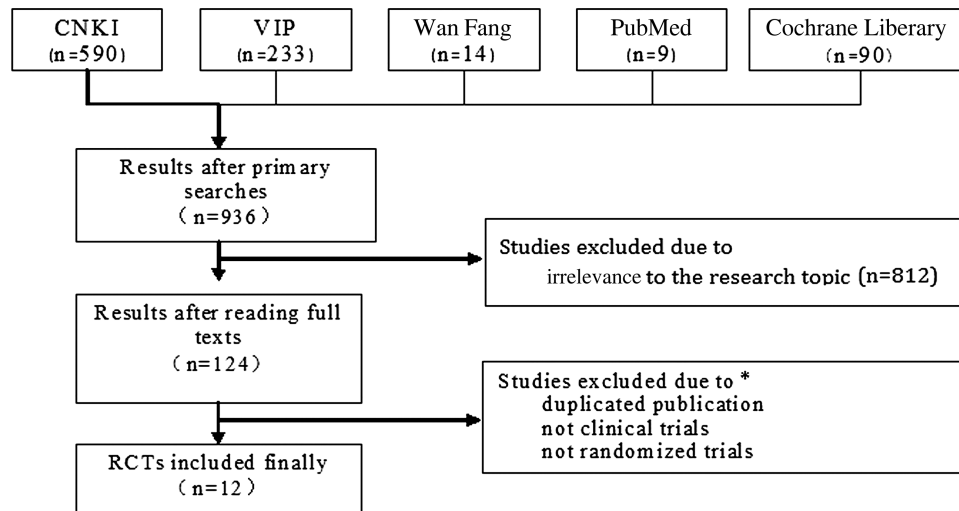 CNKI
(n=590)
VIP
(n=233)
Wan Fang
(n=14)
PubMed
(n=9)
Cochrane Liberary
(n=90)
Results after primary
searches
(n=936)
Studies excluded due to
irrelevance to the research topic (n=812)
Results after reading full
texts
(n=124)
Studies excluded due to *
duplicated publication
not clinical trials
not randomized trials
RCTs included finally
(n=12)